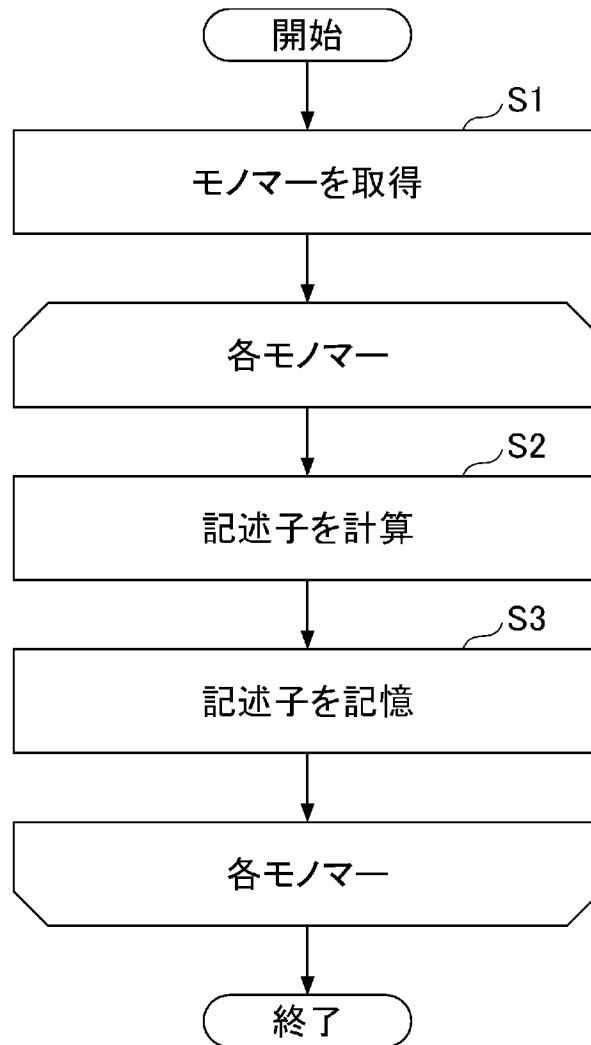 開始
S1
モノマーを取得
各モノマー
S2
記述子を計算
S3
記述子を記憶
各モノマー
終了